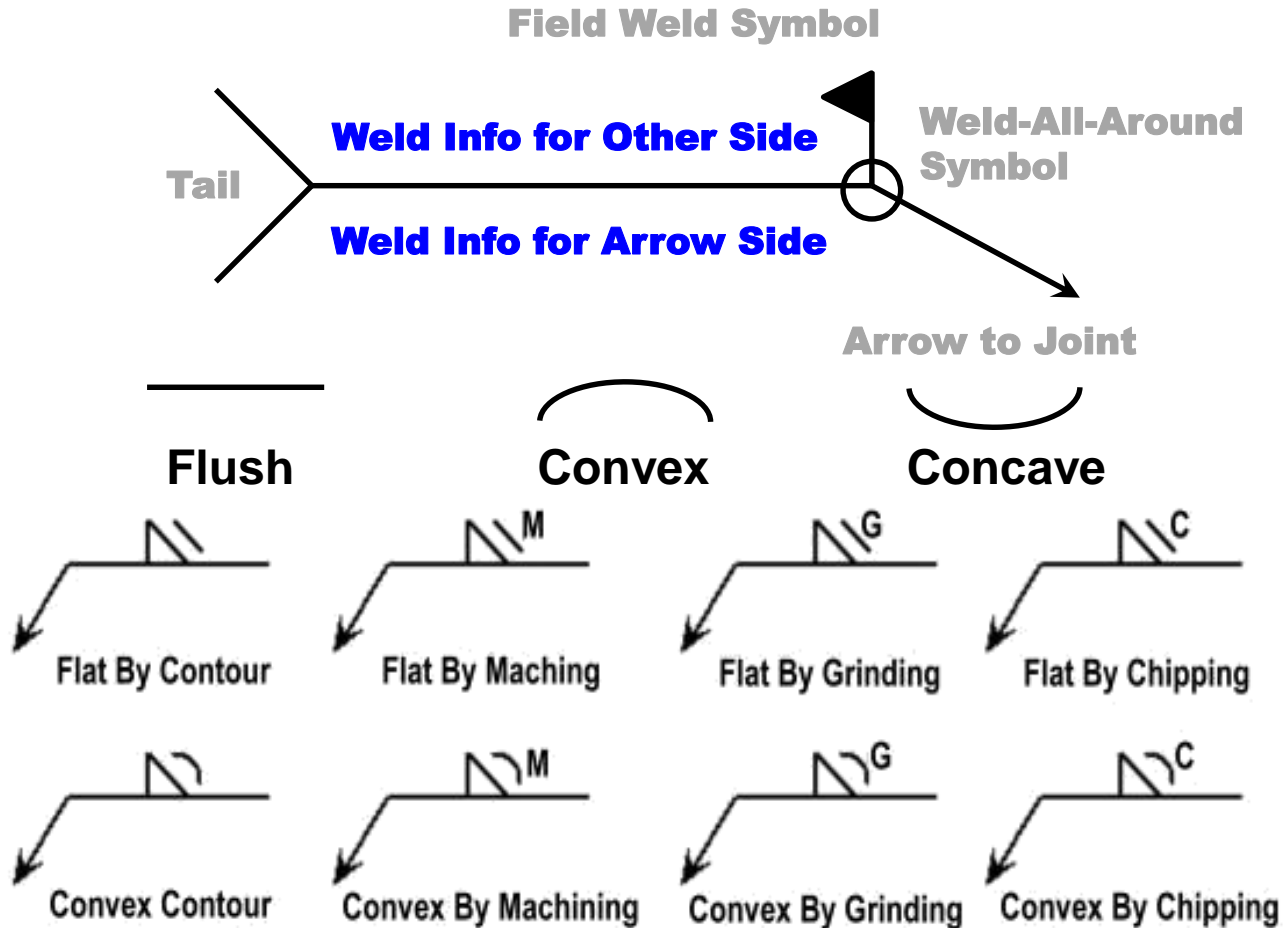 Field Weld Symbol
Weld Info for Other Side
Weld-All-Around
Symbol
Tail
Weld Info for Arrow Side
Arrow to Joint
Flush
Convex
Concave
M
G
C
Flat By Contour
Flat By Maching
Flat By Grinding
Flat By Chipping
M
G
C
Convex Contour
Convex By Machining
Convex By Grinding
Convex By Chipping